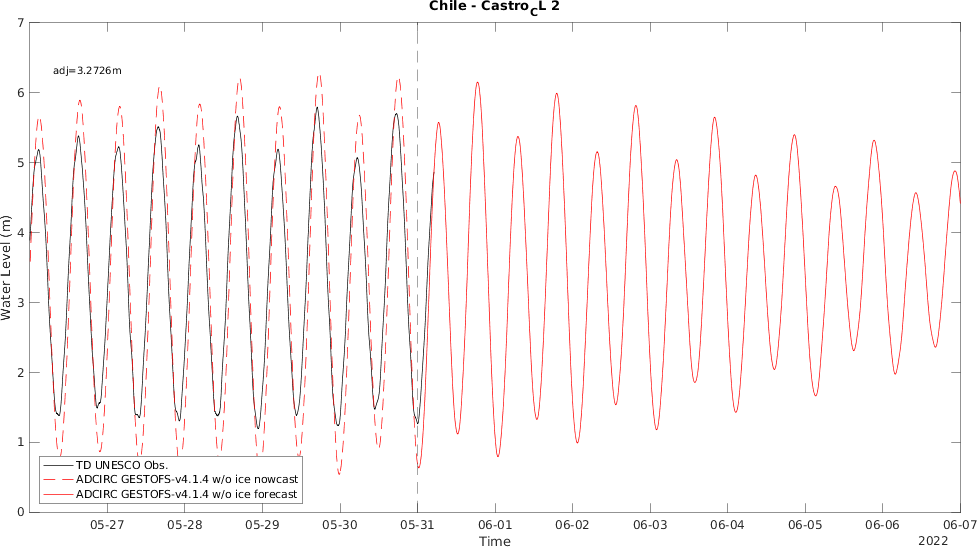 Chile - Castro_CL 2
7
adj=3.2726m
6
5
4
3
2
1
0
Water Level (m)
TD UNESCO Obs.
ADCIRC GESTOFS-v4.1.4 w/o ice nowcast
ADCIRC GESTOFS-v4.1.4 w/o ice forecast
05-27 05-28 05-29 05-30 05-31 06-01 06-02 06-03 06-04 06-05 06-06 06-07
Time
2022